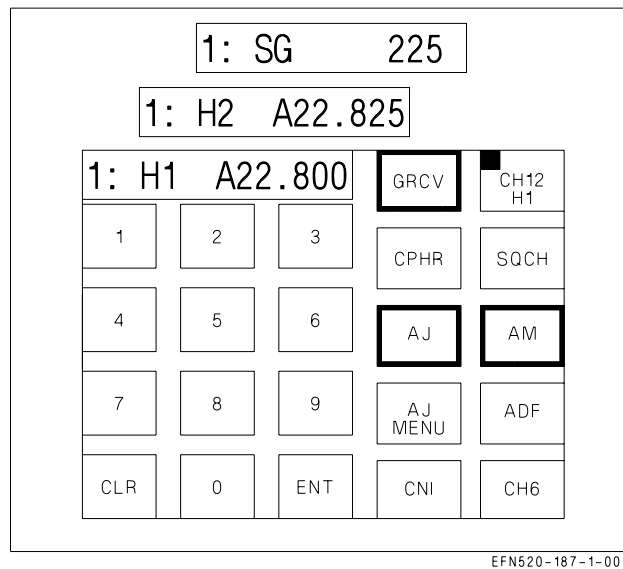 1: SG 225
1: H2 A22.825
1: H1 A22.800
GRCV
CH12
H1
1
2
3
CPHR
SQCH
4
5
6
AJ
AM
7
8
9
AJ
MENU
ADF
CLR
0
ENT
CNI
CH6
EFN520-187-1-00